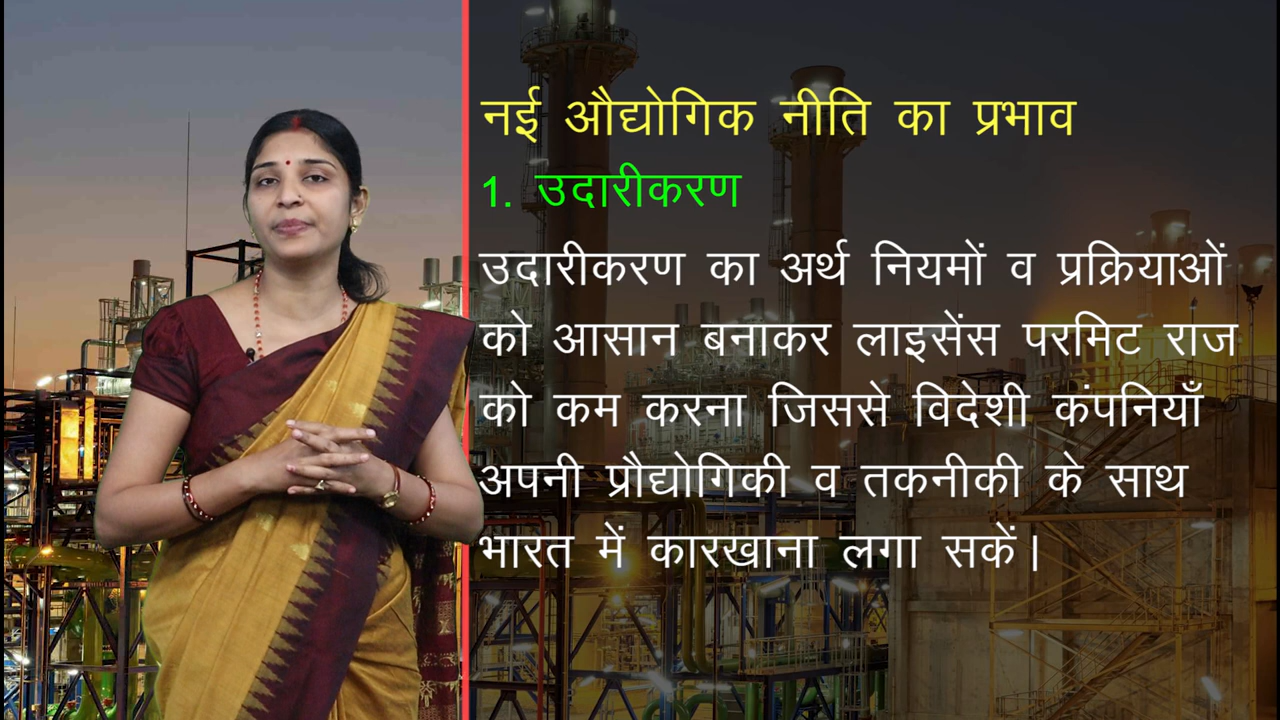 नई औद्योगिक नीति का प्रभाव
1. उदारीकरण
उदारीकरण का अर्थ नियमों व प्रक्रियाओं
को आसान बनाकर लाइसेंस परमिट राज
को कम करना जिससे विदेशी कंपनियाँ
अपनी प्रौद्योगिकी व तकनीकी के साथ
भारत में कारखाना लगा सकें।